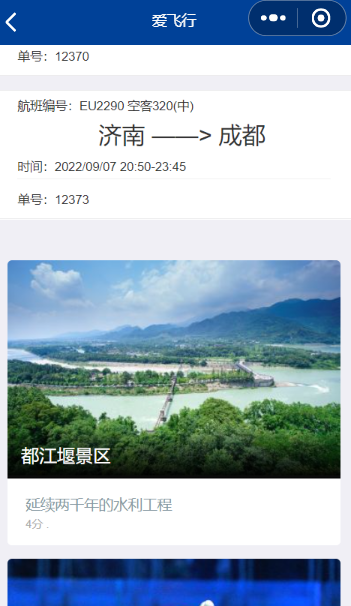 爱飞行
单号：12370
航班编号：EU2290 空客320(中)
济南 ——> 成都
时间：2022/09/07 20:50-23:45
单号：12373
都江堰景区
延续两千年的水利工程
4分 .